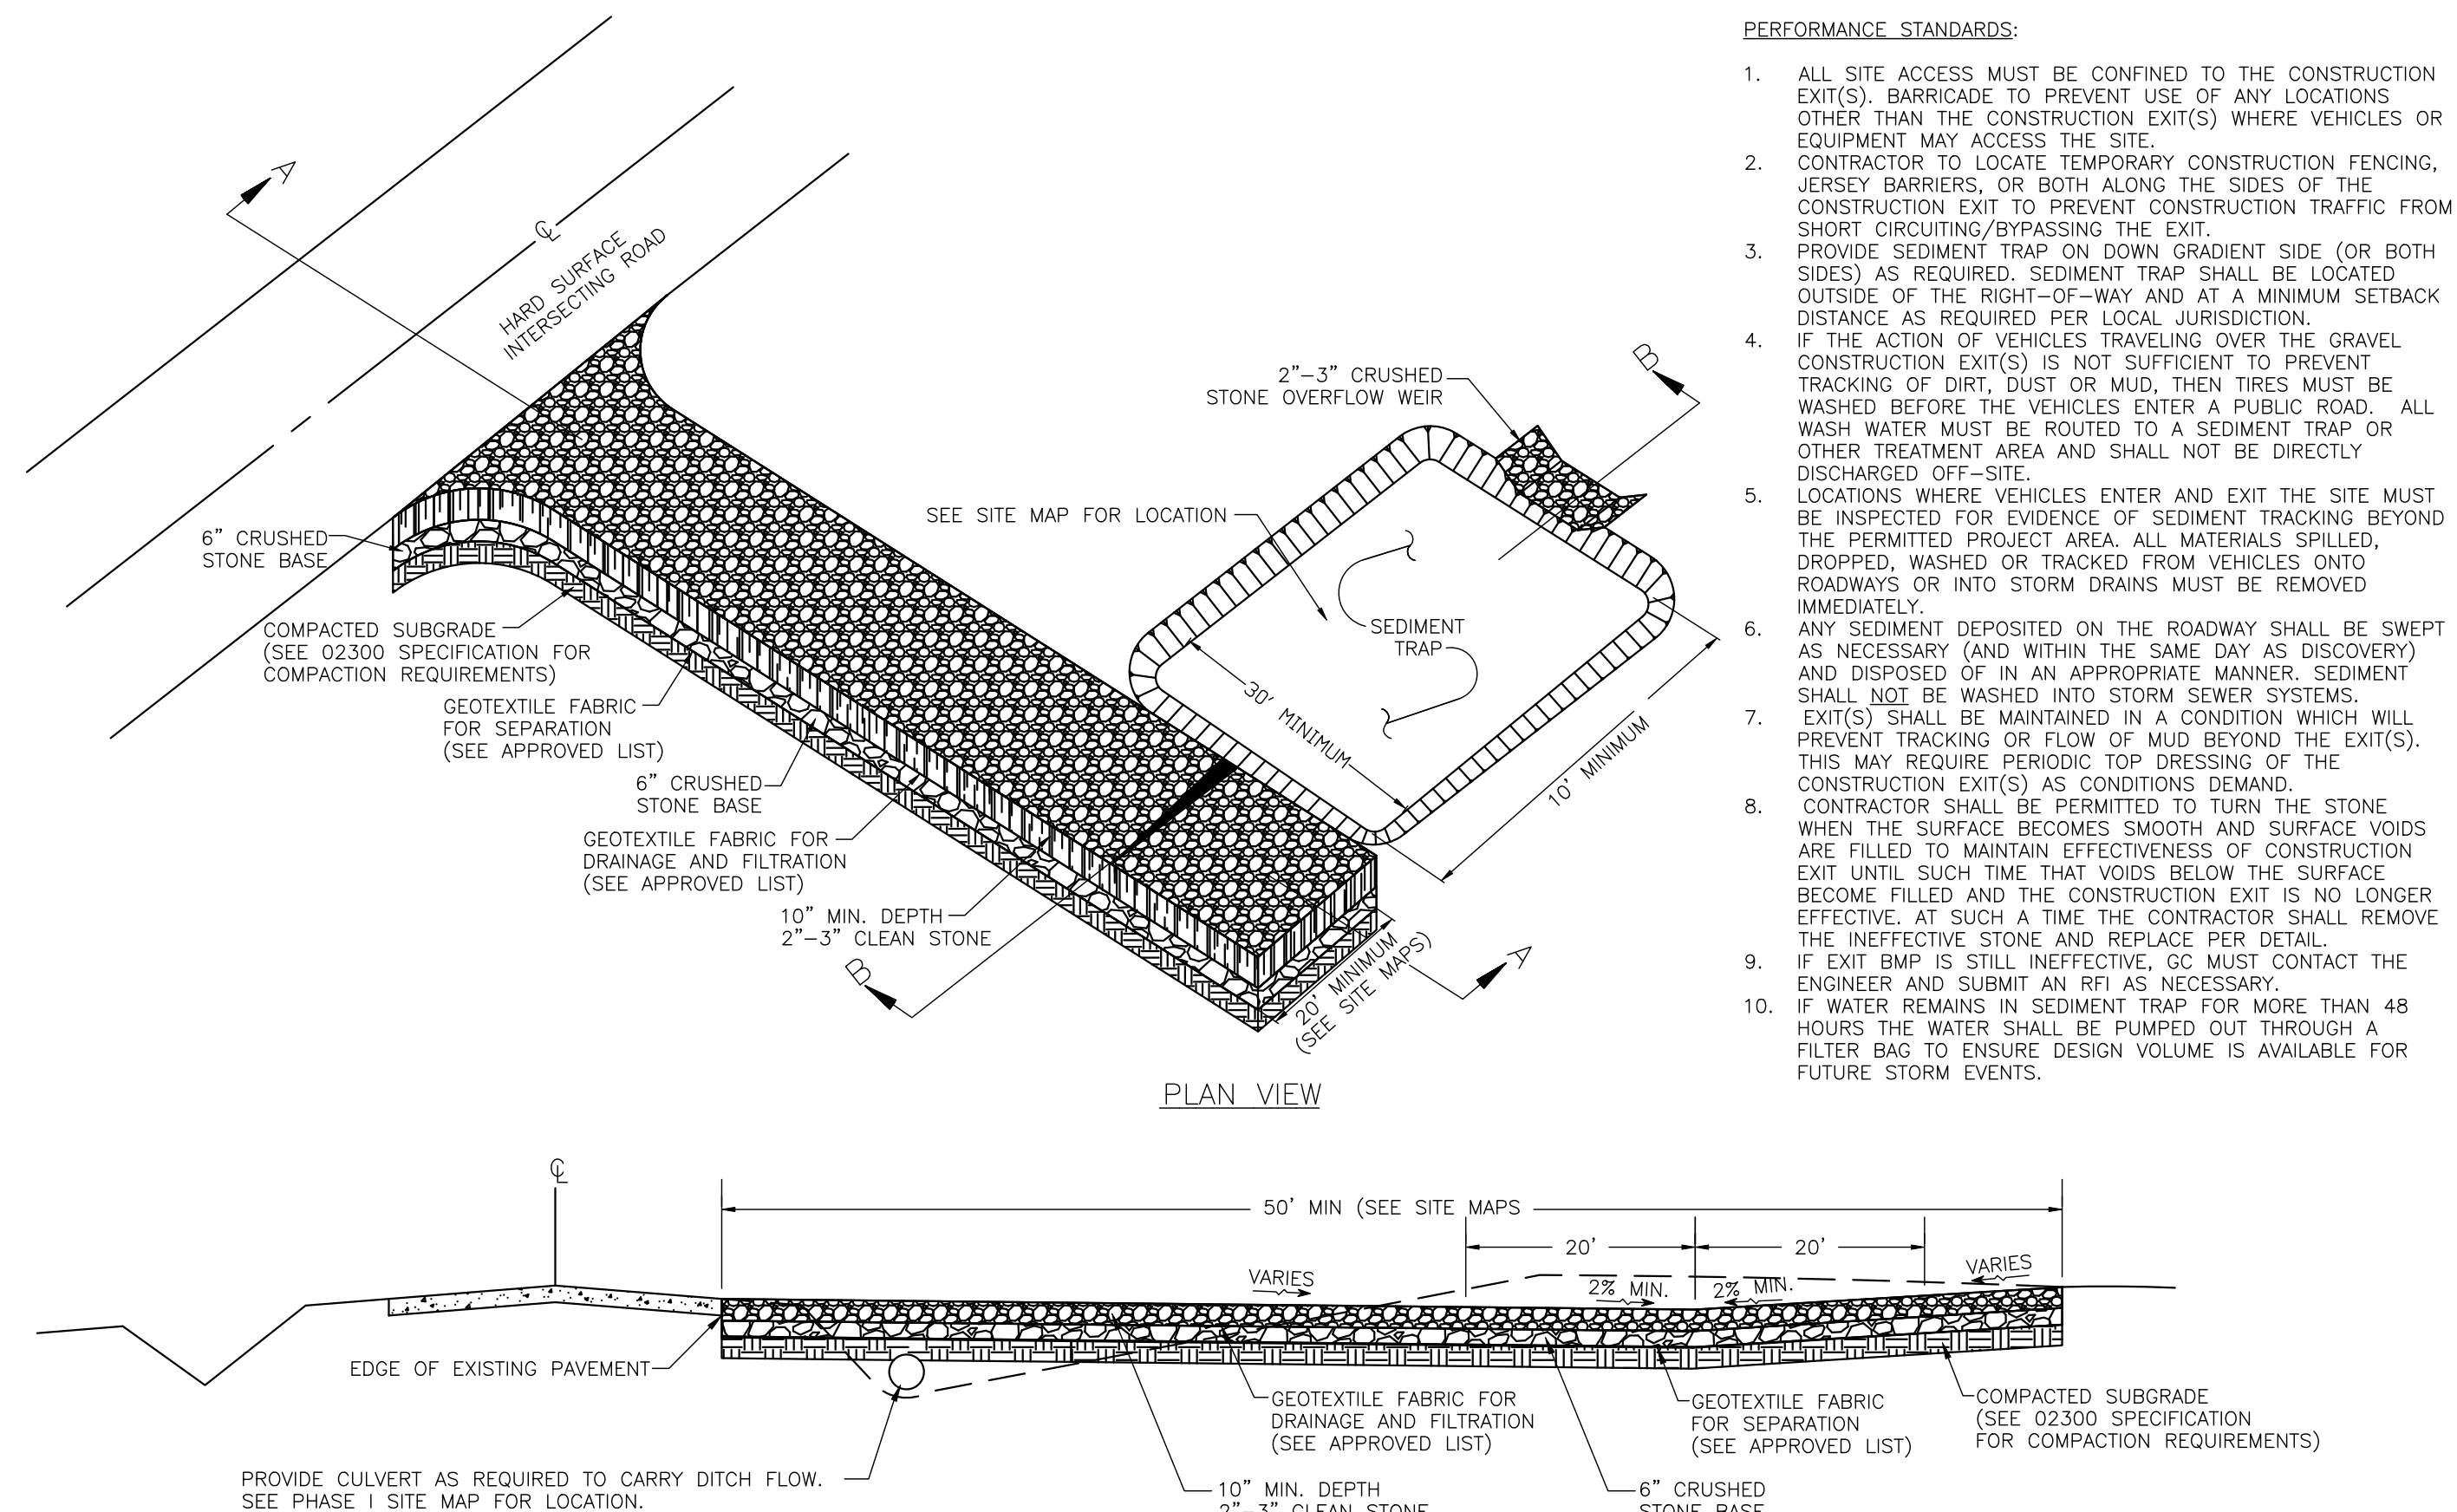 PERFORMANCE STANDARDS:
1. ALL SITE ACCESS MUST BE CONFINED TO THE CONSTRUCTION
EXIT(S). BARRICADE TO PREVENT USE OF ANY LOCATIONS
OTHER THAN THE CONSTRUCTION EXIT(S) WHERE VEHICLES OR
EQUIPMENT MAY ACCESS THE SITE.
2. CONTRACTOR TO LOCATE TEMPORARY CONSTRUCTION FENCING,
JERSEY BARRIERS, OR BOTH ALONG THE SIDES OF THE
CONSTRUCTION EXIT TO PREVENT CONSTRUCTION TRAFFIC FROM
SHORT CIRCUITING/BYPASSING THE EXIT.
3. PROVIDE SEDIMENT TRAP ON DOWN GRADIENT SIDE (OR BOTH
SIDES) AS REQUIRED. SEDIMENT TRAP SHALL BE LOCATED
OUTSIDE OF THE RIGHT-OF-WAY AND AT A MINIMUM SETBACK
DISTANCE AS REQUIRED PER LOCAL JURISDICTION.
4. IF THE ACTION OF VEHICLES TRAVELING OVER THE GRAVEL
CONSTRUCTION EXIT(S) IS NOT SUFFICIENT TO PREVENT
TRACKING OF DIRT, DUST OR MUD, THEN TIRES MUST BE
WASHED BEFORE THE VEHICLES ENTER A PUBLIC ROAD. ALL
WASH WATER MUST BE ROUTED TO A SEDIMENT TRAP OR
OTHER TREATMENT AREA AND SHALL NOT BE DIRECTLY
DISCHARGED OFF-SITE.
5. LOCATIONS WHERE VEHICLES ENTER AND EXIT THE SITE MUST
BE INSPECTED FOR EVIDENCE OF SEDIMENT TRACKING BEYOND
THE PERMITTED PROJECT AREA. ALL MATERIALS SPILLED,
DROPPED, WASHED OR TRACKED FROM VEHICLES ONTO
ROADWAYS OR INTO STORM DRAINS MUST BE REMOVED
IMMEDIATELY.
6. ANY SEDIMENT DEPOSITED ON THE ROADWAY SHALL BE SWEPT
AS NECESSARY (AND WITHIN THE SAME DAY AS DISCOVERY)
AND DISPOSED OF IN AN APPROPRIATE MANNER. SEDIMENT
SHALL NOT BE WASHED INTO STORM SEWER SYSTEMS.
7. EXIT(S) SHALL BE MAINTAINED IN A CONDITION WHICH WILL
PREVENT TRACKING OR FLOW OF MUD BEYOND THE EXIT(S).
THIS MAY REQUIRE PERIODIC TOP DRESSING OF THE
CONSTRUCTION EXIT(S) AS CONDITIONS DEMAND.
8. CONTRACTOR SHALL BE PERMITTED TO TURN THE STONE
WHEN THE SURFACE BECOMES SMOOTH AND SURFACE VOIDS
ARE FILLED TO MAINTAIN EFFECTIVENESS OF CONSTRUCTION
EXIT UNTIL SUCH TIME THAT VOIDS BELOW THE SURFACE
BECOME FILLED AND THE CONSTRUCTION EXIT IS NO LONGER
EFFECTIVE. AT SUCH A TIME THE CONTRACTOR SHALL REMOVE
THE INEFFECTIVE STONE AND REPLACE PER DETAIL.
9. IF EXIT BMP IS STILL INEFFECTIVE, GC MUST CONTACT THE
ENGINEER AND SUBMIT AN RFI AS NECESSARY.
10. IF WATER REMAINS IN SEDIMENT TRAP FOR MORE THAN 48
HOURS THE WATER SHALL BE PUMPED OUT THROUGH A
FILTER BAG TO ENSURE DESIGN VOLUME IS AVAILABLE FOR
FUTURE STORM EVENTS.
A
℄
HARD SURFACE
INTERSECTING ROAD
B
2"-3" CRUSHED
STONE OVERFLOW WEIR
SEE SITE MAP FOR LOCATION
6" CRUSHED
STONE BASE
COMPACTED SUBGRADE
(SEE 02300 SPECIFICATION FOR
COMPACTION REQUIREMENTS)
SEDIMENT
TRAP
GEOTEXTILE FABRIC
FOR SEPARATION
(SEE APPROVED LIST)
30' MINIMUM
10' MINIMUM
6" CRUSHED
STONE BASE
GEOTEXTILE FABRIC FOR
DRAINAGE AND FILTRATION
(SEE APPROVED LIST)
10" MIN. DEPTH
2"-3" CLEAN STONE
B
20' MINIMUM
(SEE SITE MAPS)
A
PLAN VIEW
℄
50' MIN (SEE SITE MAPS
20'
20'
VARIES
2% MIN.
2% MIN.
VARIES
EDGE OF EXISTING PAVEMENT
GEOTEXTILE FABRIC FOR
DRAINAGE AND FILTRATION
(SEE APPROVED LIST)
GEOTEXTILE FABRIC
FOR SEPARATION
(SEE APPROVED LIST)
COMPACTED SUBGRADE
(SEE 02300 SPECIFICATION
FOR COMPACTION REQUIREMENTS)
PROVIDE CULVERT AS REQUIRED TO CARRY DITCH FLOW.
SEE PHASE I SITE MAP FOR LOCATION.
10" MIN. DEPTH
2"-3" CLEAN STONE
6" CRUSHED
STONE BASE